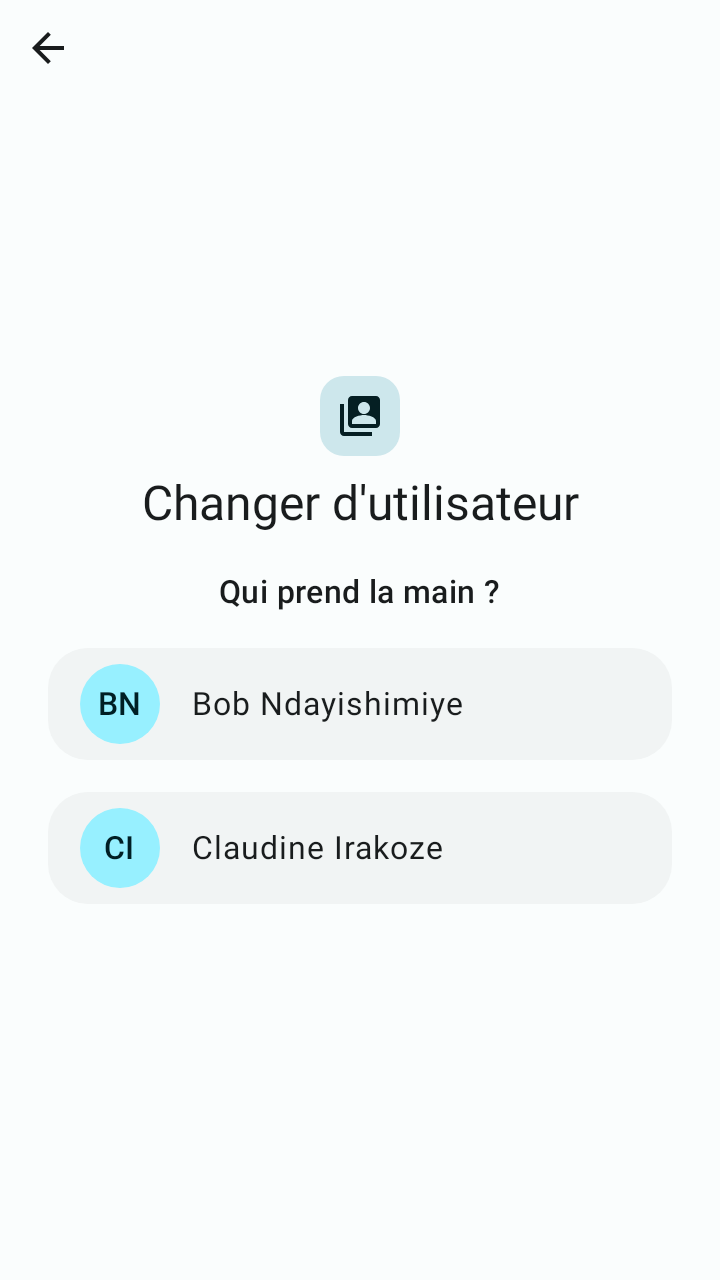 Changer d'utilisateur
Qui prend la main ?
BN
Bob Ndayishimiye
CI
Claudine Irakoze